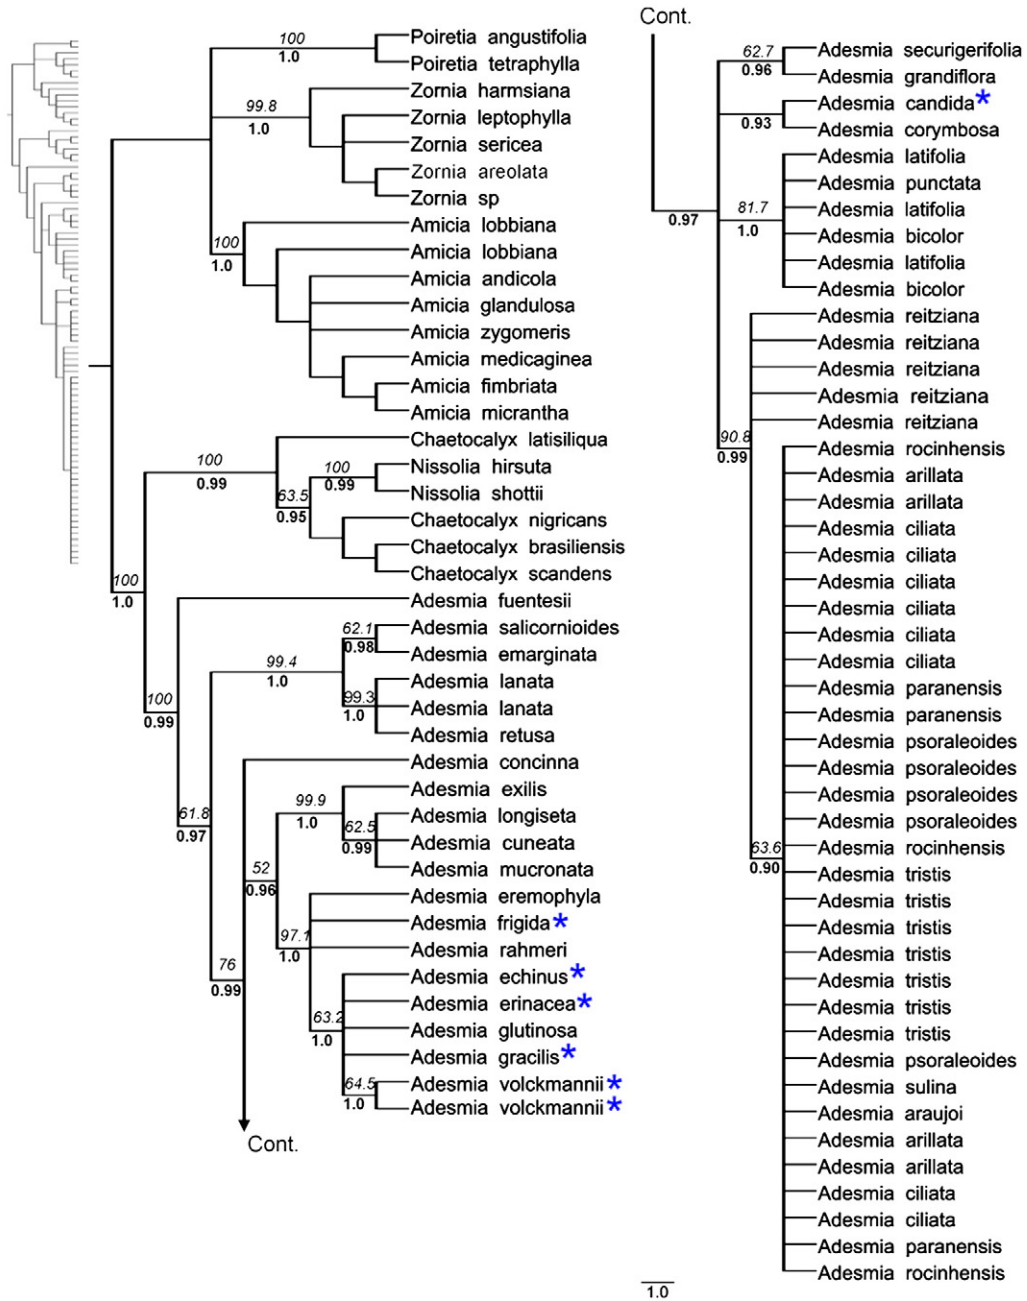 100
1.0
Poiretia angustifolia
Poiretia tetraphylla
99.8
1.0
Zornia harmsiana
Zornia leptophylla
Zornia sericea
Zornia areolata
Zornia sp
100
1.0
Amicia lobbiana
Amicia lobbiana
Amicia andicola
Amicia glandulosa
Amicia zygomeris
Amicia medicaginea
Amicia fimbriata
Amicia micrantha
100
0.99
Chaetocalyx latisiliqua
100
0.99
Nissolia hirsuta
Nissolia shottii
63.5
0.95
Chaetocalyx nigricans
Chaetocalyx brasiliensis
Chaetocalyx scandens
100
1.0
Adesmia fuentesii
62.1
0.98
Adesmia salicornioides
Adesmia emarginata
99.4
1.0
99.3
1.0
Adesmia lanata
Adesmia lanata
Adesmia retusa
100
0.99
Adesmia concinna
99.9
1.0
Adesmia exilis
61.8
0.97
62.5
0.99
Adesmia longiseta
Adesmia cuneata
Adesmia mucronata
52
0.96
Adesmia eremophyla
Adesmia frigida*
97.1
1.0
Adesmia rahmeri
76
0.99
Adesmia echinus*
Adesmia erinacea*
63.2
1.0
Adesmia glutinosa
Adesmia gracilis*
64.5
1.0
Adesmia volckmannii*
Adesmia volckmannii*
Cont.
Cont.
62.7
0.96
Adesmia securigerifolia
Adesmia grandiflora
0.93
Adesmia candida*
Adesmia corymbosa
0.97
81.7
1.0
Adesmia latifolia
Adesmia punctata
Adesmia latifolia
Adesmia bicolor
Adesmia latifolia
Adesmia bicolor
90.8
0.99
Adesmia reitziana
Adesmia reitziana
Adesmia reitziana
Adesmia reitziana
Adesmia reitziana
Adesmia rocinhensis
Adesmia arillata
Adesmia arillata
Adesmia ciliata
Adesmia ciliata
Adesmia ciliata
Adesmia ciliata
Adesmia ciliata
Adesmia ciliata
Adesmia paranensis
Adesmia paranensis
Adesmia psoraleoides
Adesmia psoraleoides
Adesmia psoraleoides
Adesmia psoraleoides
63.6
0.90
Adesmia rocinhensis
Adesmia tristis
Adesmia tristis
Adesmia tristis
Adesmia tristis
Adesmia tristis
Adesmia tristis
Adesmia tristis
Adesmia psoraleoides
Adesmia sulina
Adesmia araujoi
Adesmia arillata
Adesmia arillata
Adesmia ciliata
Adesmia ciliata
Adesmia paranensis
Adesmia rocinhensis
1.0